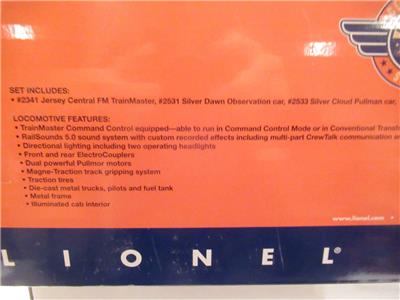 SET INCLUDES:
• #2341 Jersey Central FM TrainMaster, #2531 Silver Dawn Observation car, #2533 Silver Cloud Pullman car,
LOCOMOTIVE FEATURES:
• TrainMaster Command Control equipped—able to run in Command Control Mode or in Conventional Transf
• RailSounds 5.0 sound system with custom recorded effects including multi-part CrewTalk communication a
• Directional lighting including two operating headlights
• Front and rear ElectroCouplers
• Dual powerful Pullmor motors
• Magne-Traction track gripping system
• Traction tires
• Die-cast metal trucks, pilots and fuel tank
• Metal frame
• Illuminated cab interior
www.lionel.com •
LIONEL®